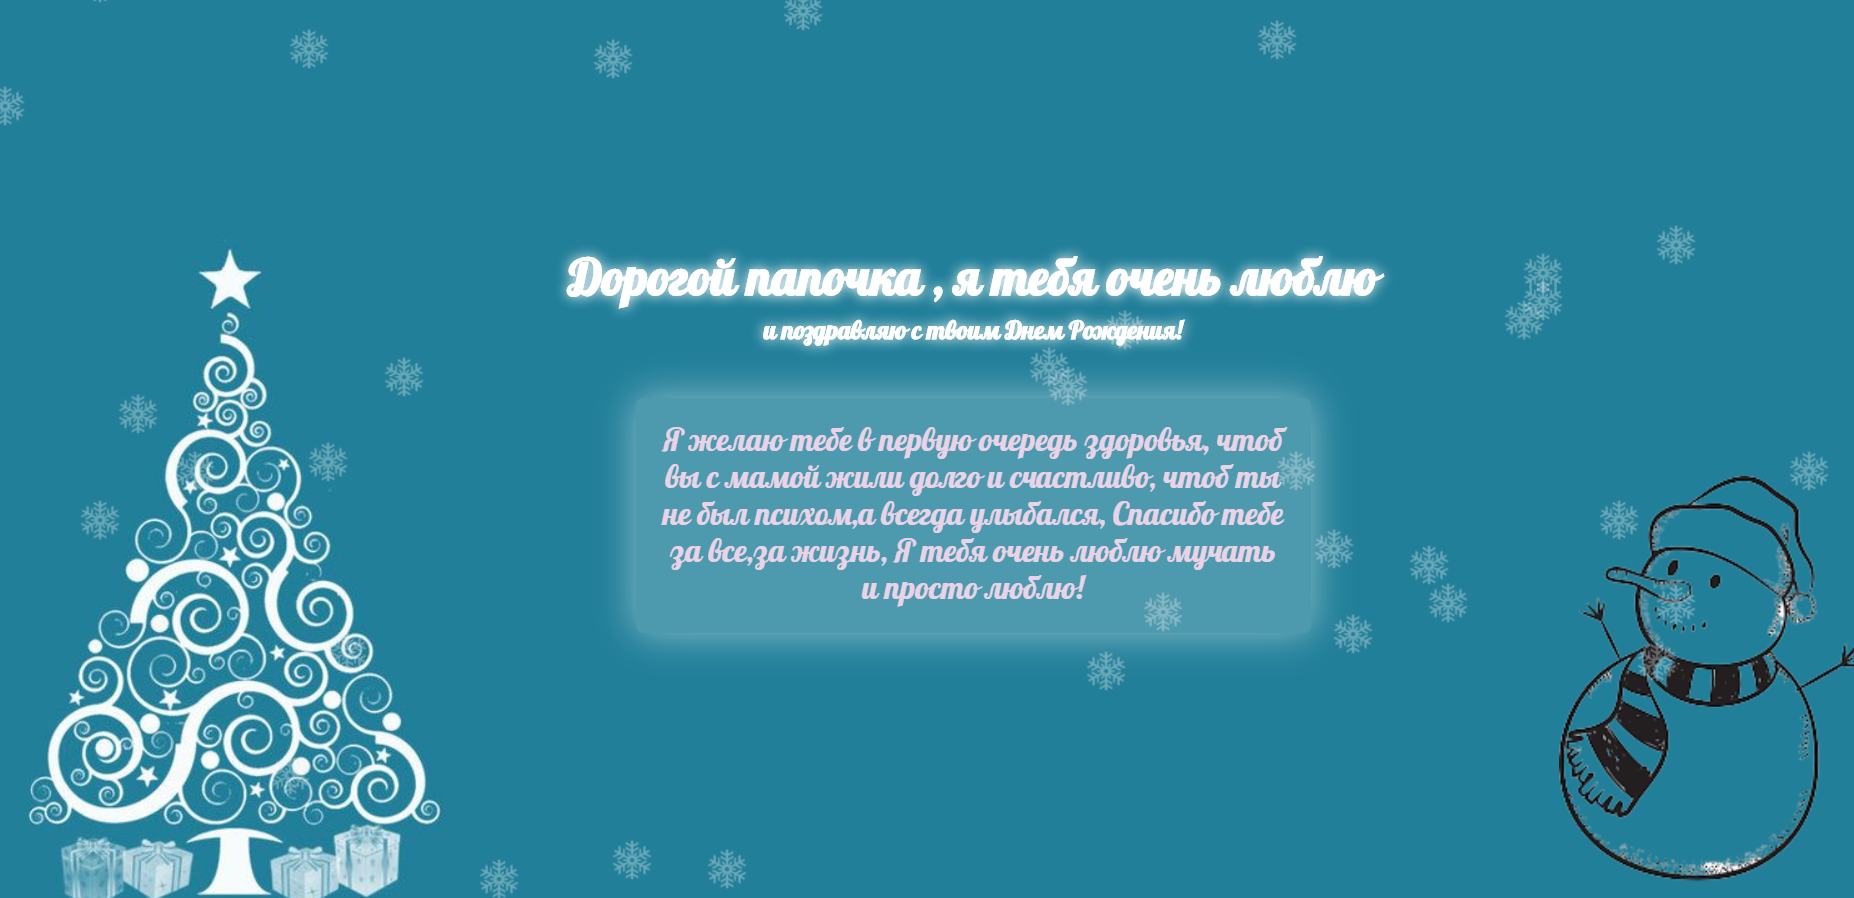 Дорогой папочка , я тебя очень люблю
и поздравляю с твоим Днем Рождения!
Я желаю тебе в первую очередь здоровья, чтоб
вы с мамой жили долго и счастливо, чтоб ты
не был психом,а всегда улыбался, Спасибо тебе
за все,за жизнь, Я тебя очень люблю мучать
и просто люблю!